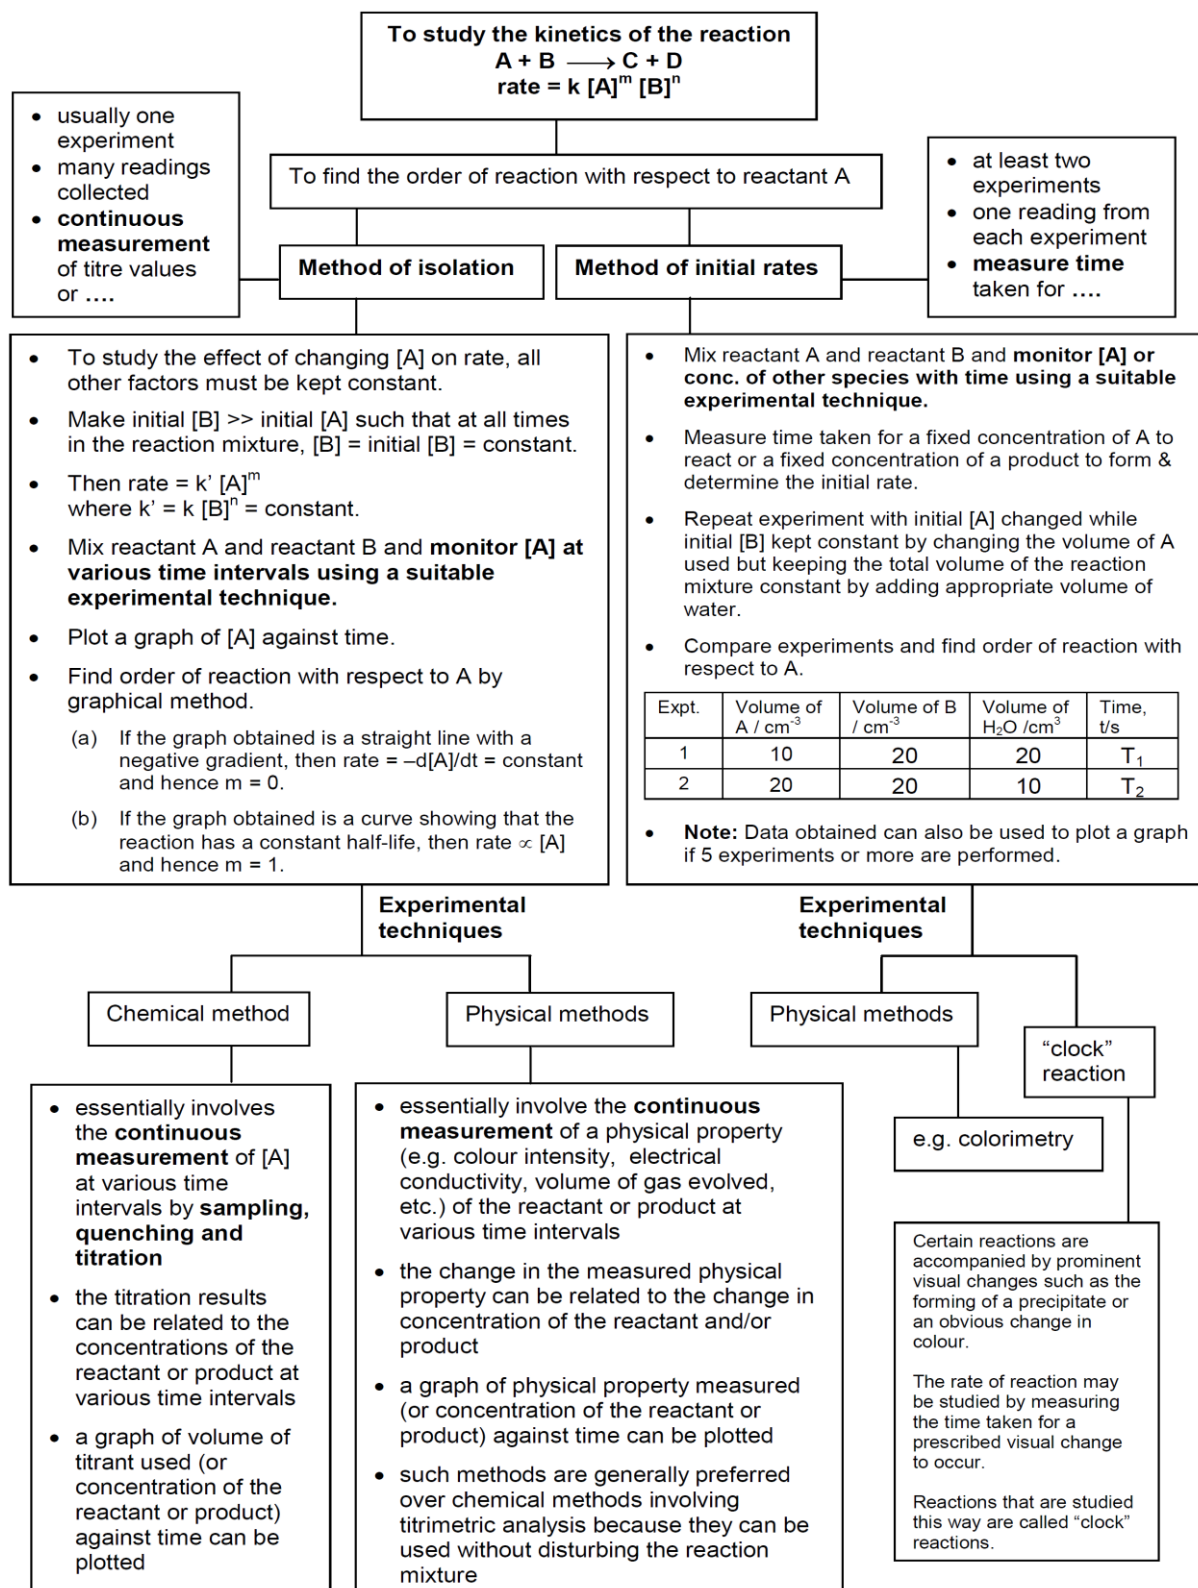 To study the kinetics of the reaction
A + B ⟶ C + D
rate = k [A]ᵐ [B]ⁿ
• usually one
experiment
• many readings
collected
• continuous
measurement
of titre values
or ….
To find the order of reaction with respect to reactant A
• at least two
experiments
• one reading from
each experiment
• measure time
taken for ….
Method of isolation
Method of initial rates
• To study the effect of changing [A] on rate, all
other factors must be kept constant.
• Make initial [B] >> initial [A] such that at all times
in the reaction mixture, [B] = initial [B] = constant.
• Then rate = k’ [A]ᵐ
where k’ = k [B]ⁿ = constant.
• Mix reactant A and reactant B and monitor [A] at
various time intervals using a suitable
experimental technique.
• Plot a graph of [A] against time.
• Find order of reaction with respect to A by
graphical method.
(a) If the graph obtained is a straight line with a
negative gradient, then rate = –d[A]/dt = constant
and hence m = 0.
(b) If the graph obtained is a curve showing that the
reaction has a constant half-life, then rate ∝ [A]
and hence m = 1.
• Mix reactant A and reactant B and monitor [A] or
conc. of other species with time using a suitable
experimental technique.
• Measure time taken for a fixed concentration of A to
react or a fixed concentration of a product to form &
determine the initial rate.
• Repeat experiment with initial [A] changed while
initial [B] kept constant by changing the volume of A
used but keeping the total volume of the reaction
mixture constant by adding appropriate volume of
water.
• Compare experiments and find order of reaction with
respect to A.
Expt. Volume of Volume of B Volume of Time,
A / cm⁻³ / cm⁻³ H₂O /cm³ t/s
1 10 20 20 T₁
2 20 20 10 T₂
• Note: Data obtained can also be used to plot a graph
if 5 experiments or more are performed.
Experimental
techniques
Experimental
techniques
Chemical method
Physical methods
Physical methods
“clock”
reaction
• essentially involves
the continuous
measurement of [A]
at various time
intervals by sampling,
quenching and
titration
• the titration results
can be related to the
concentrations of the
reactant or product at
various time intervals
• a graph of volume of
titrant used (or
concentration of the
reactant or product)
against time can be
plotted
• essentially involve the continuous
measurement of a physical property
(e.g. colour intensity, electrical
conductivity, volume of gas evolved,
etc.) of the reactant or product at
various time intervals
• the change in the measured physical
property can be related to the change in
concentration of the reactant and/or
product
• a graph of physical property measured
(or concentration of the reactant or
product) against time can be plotted
• such methods are generally preferred
over chemical methods involving
titrimetric analysis because they can be
used without disturbing the reaction
mixture
e.g. colorimetry
Certain reactions are
accompanied by prominent
visual changes such as the
forming of a precipitate or
an obvious change in
colour.
The rate of reaction may
be studied by measuring
the time taken for a
prescribed visual change
to occur.
Reactions that are studied
this way are called “clock”
reactions.